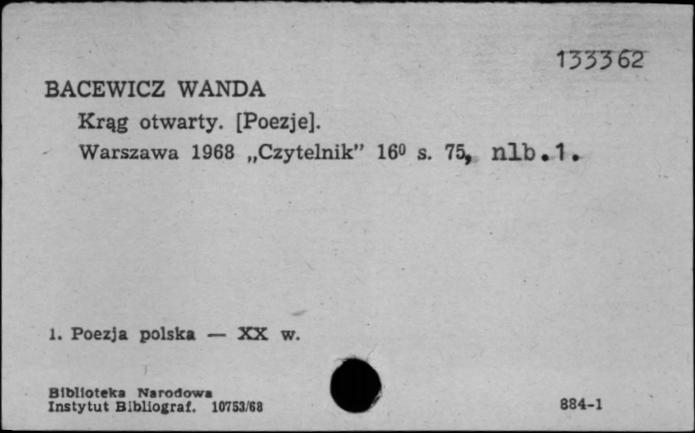 133362
BACEWICZ WANDA
Krąg otwarty. [Poezje].
Warszawa 1968 „Czytelnik” 16⁰ s. 75, nlb.1.
1. Poezja polska — XX w.
Biblioteka Narodowa
Instytut Bibliograf. 10753/68
884-1